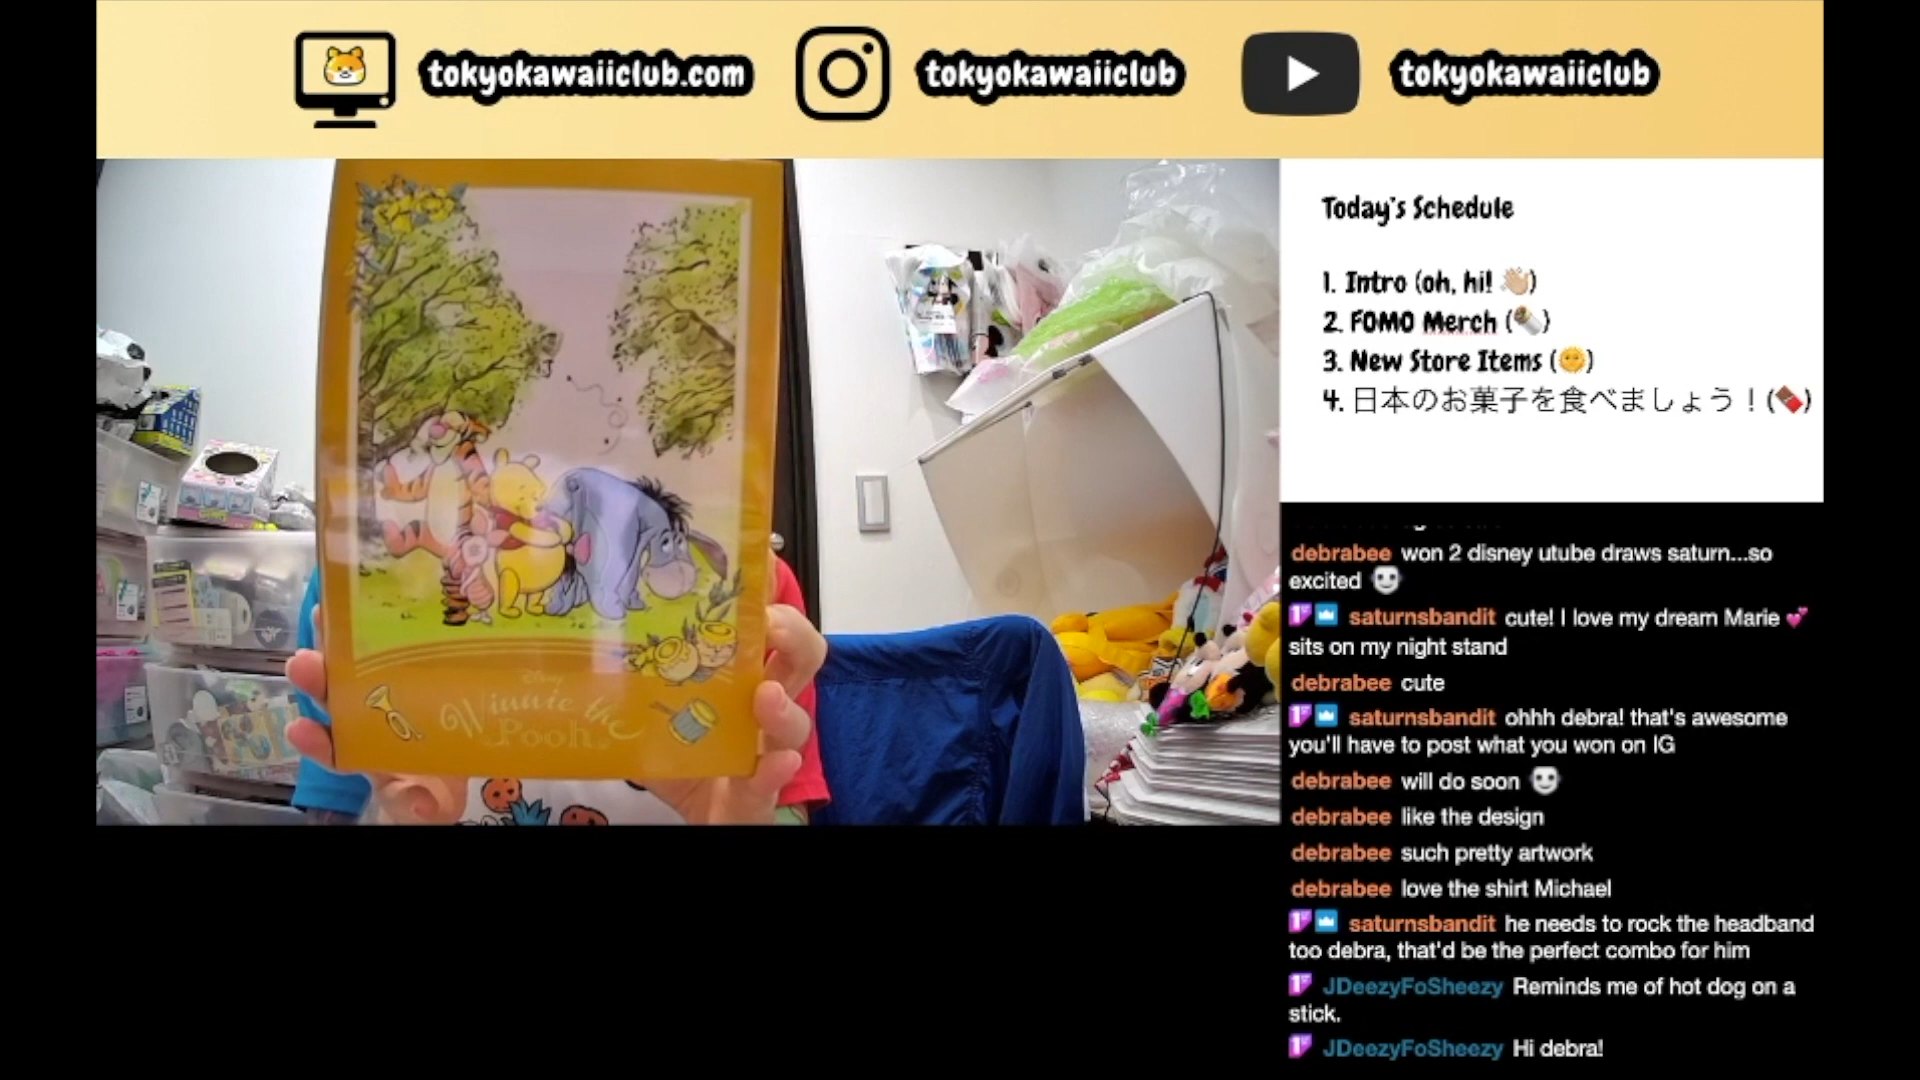 tokyokawaiiclub.com
tokyokawaiiclub
tokyokawaiiclub
Today's Schedule
1. Intro (oh, hi! 👋🏼)
2. FOMO Merch (🌯)
3. New Store Items (🌞)
4. 日本のお菓子を食べましょう！(🍫)
Disney
Winnie the
Pooh
debrabee won 2 disney utube draws saturn...so
excited
saturnsbandit cute! I love my dream Marie 💕
sits on my night stand
debrabee cute
saturnsbandit ohhh debra! that's awesome
you'll have to post what you won on IG
debrabee will do soon
debrabee like the design
debrabee such pretty artwork
debrabee love the shirt Michael
saturnsbandit he needs to rock the headband
too debra, that'd be the perfect combo for him
JDeezyFoSheezy Reminds me of hot dog on a
stick.
JDeezyFoSheezy Hi debra!